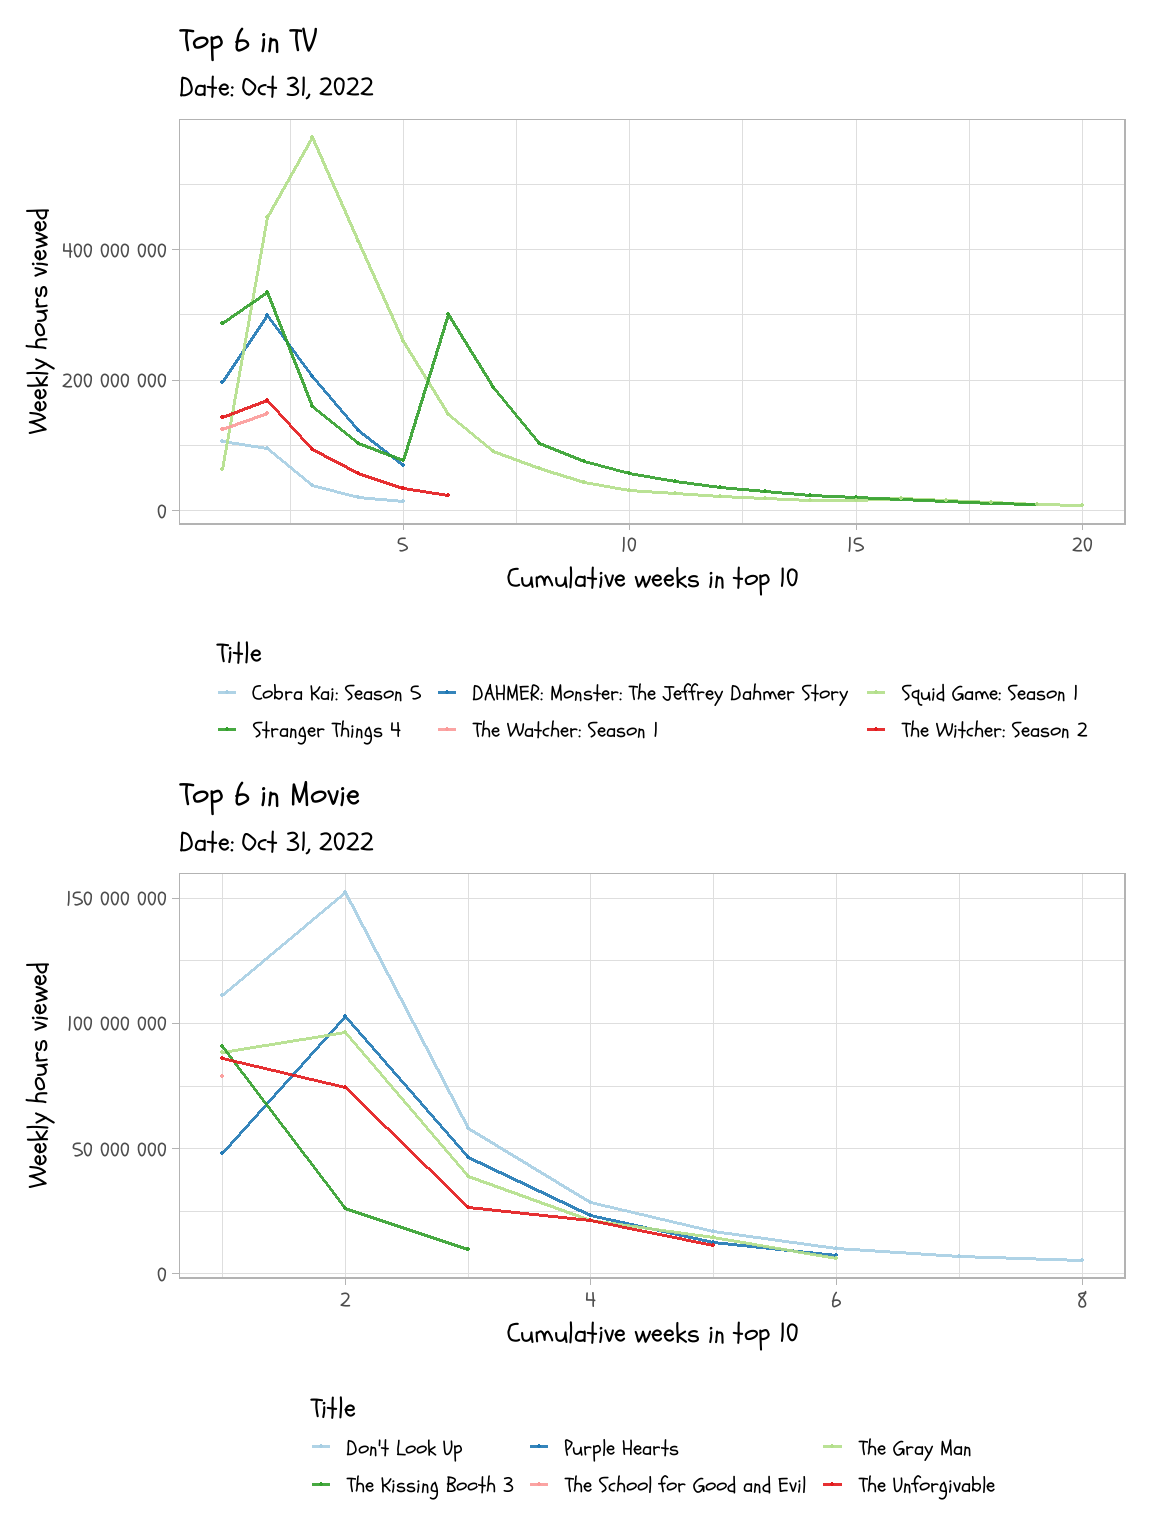 Top 6 in TV
Date: Oct 31, 2022
Weekly hours viewed
400 000 000
200 000 000
0
5 10 15 20
Cumulative weeks in top 10
Title
Cobra Kai: Season 5 DAHMER: Monster: The Jeffrey Dahmer Story Squid Game: Season 1
Stranger Things 4 The Watcher: Season 1 The Witcher: Season 2
Top 6 in Movie
Date: Oct 31, 2022
Weekly hours viewed
150 000 000
100 000 000
50 000 000
0
2 4 6 8
Cumulative weeks in top 10
Title
Don't Look Up Purple Hearts The Gray Man
The Kissing Booth 3 The School for Good and Evil The Unforgivable